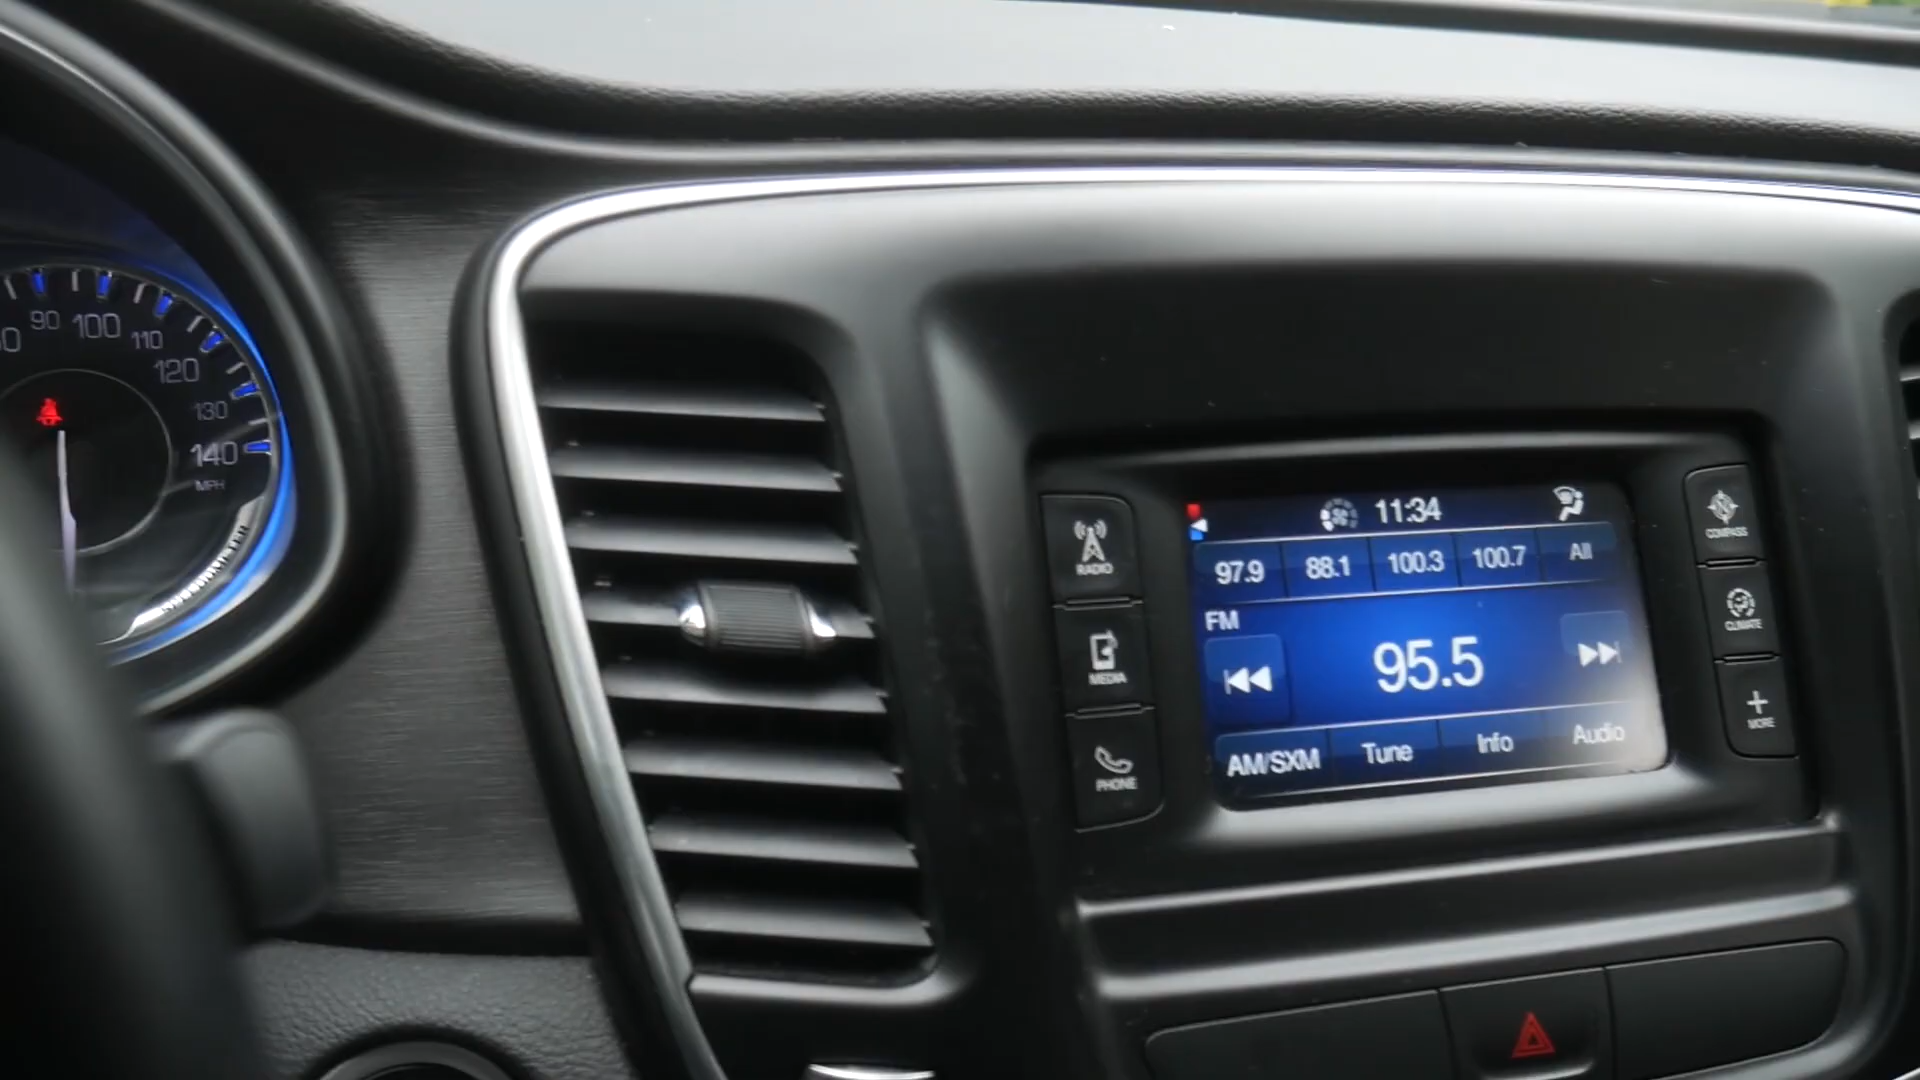 90 100 110
120
130
140
MPH
RADIO
MEDIA
PHONE
11:34
97.9 88.1 100.3 100.7 All
FM
95.5
AM/SXM Tune Info Audio
N
COMPASS
CLIMATE
MORE